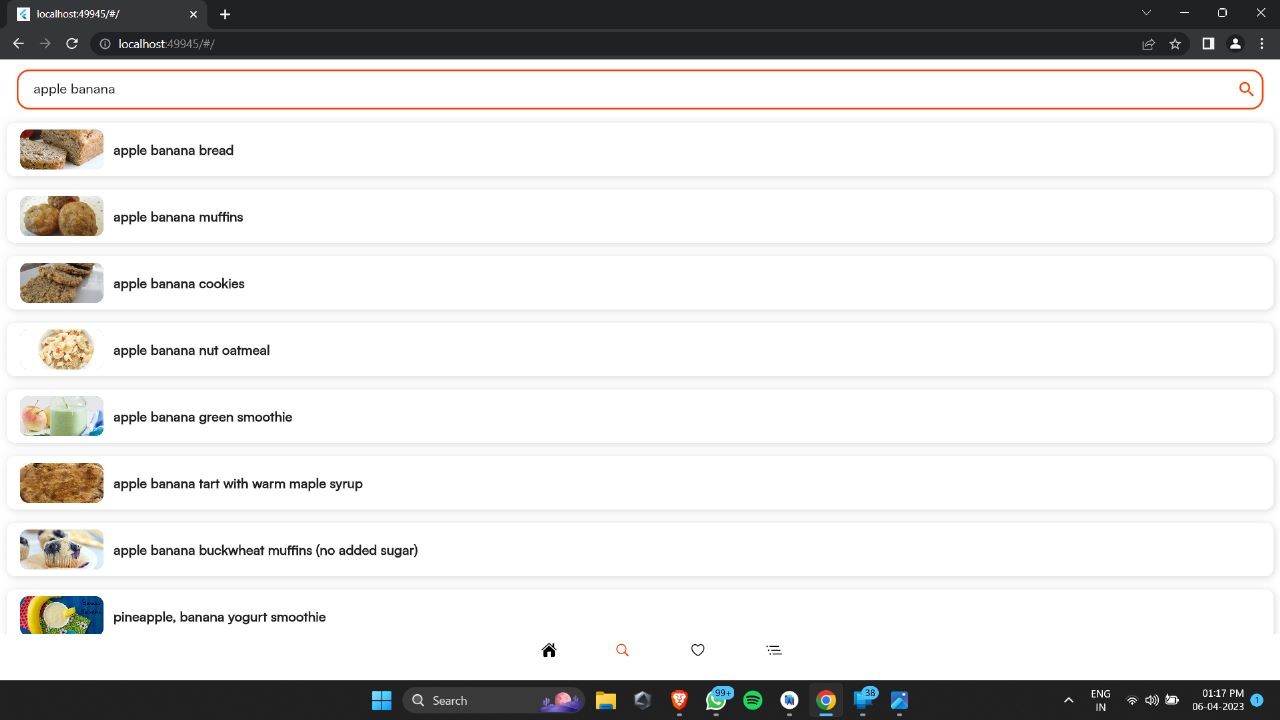 localhost:49945/#/
localhost:49945/#/
apple banana
apple banana bread
apple banana muffins
apple banana cookies
apple banana nut oatmeal
apple banana green smoothie
apple banana tart with warm maple syrup
apple banana buckwheat muffins (no added sugar)
pineapple, banana yogurt smoothie
Search
99+
38
ENG
IN
01:17 PM
06-04-2023
1